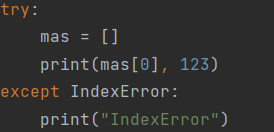 try:
    mas = []
    print(mas[0], 123)
except IndexError:
    print("IndexError")